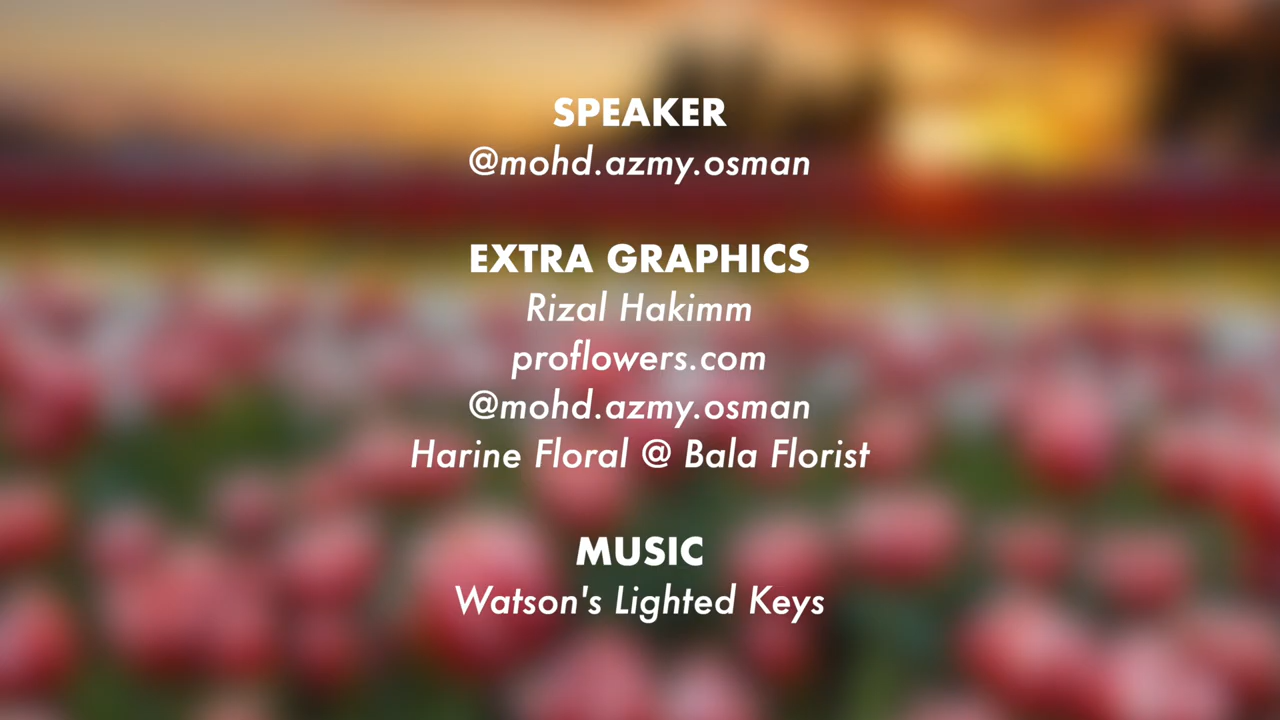 SPEAKER
@mohd.azmy.osman
EXTRA GRAPHICS
Rizal Hakimm
proflowers.com
@mohd.azmy.osman
Harine Floral @ Bala Florist
MUSIC
Watson's Lighted Keys